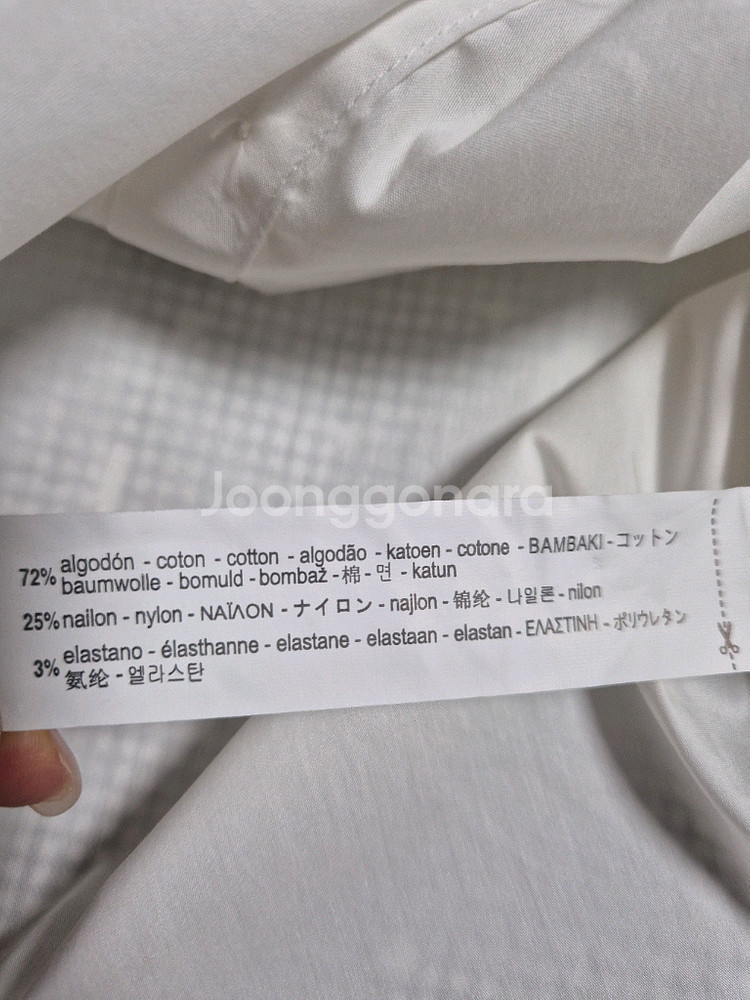 Joonggonara
72% algodón - coton - cotton - algodão - katoen - cotone - BAMBAKI - コットン
baumwolle - bomuld - bombaž - 棉 - 면 - katun
25% nailon - nylon - ΝΑΪΛΟΝ - ナイロン - najlon - 锦纶 - 나일론 - nilon
3% elastano - élasthanne - elastane - elastaan - elastan - ΕΛΑΣΤΙΝΗ - ポリウレタン
氨纶 - 엘라스탄